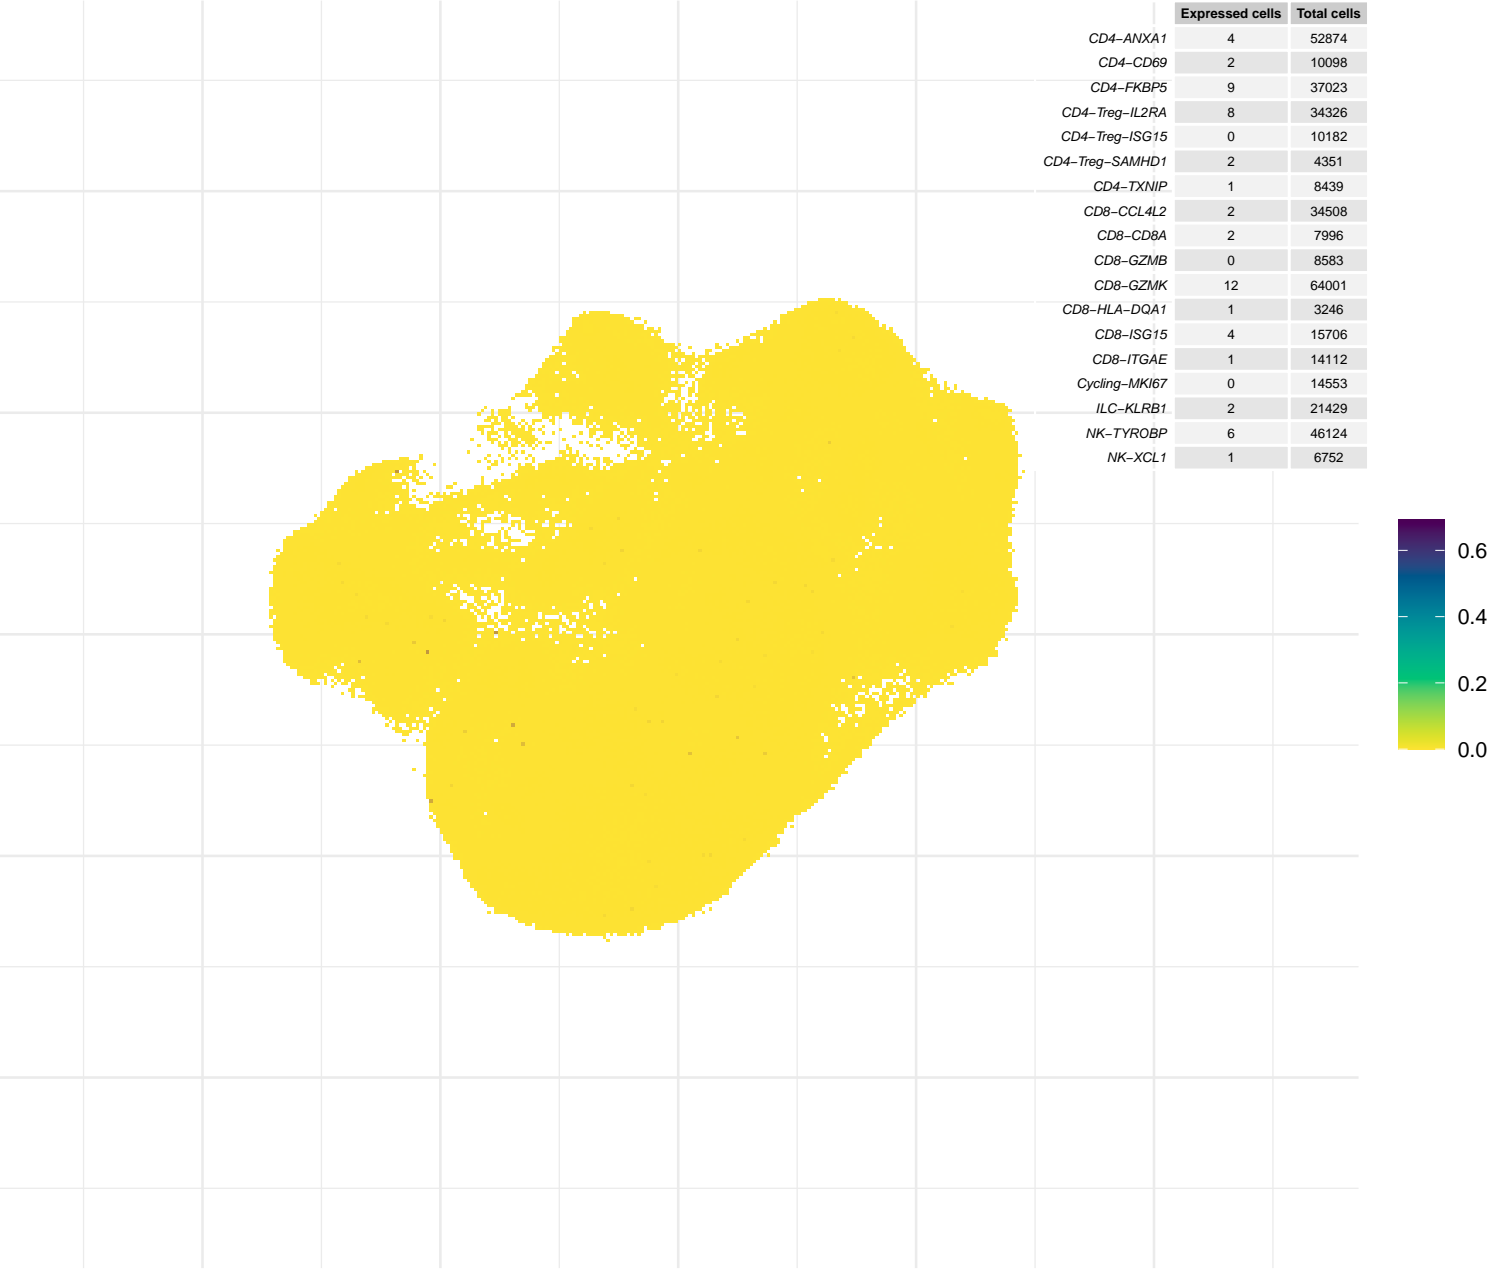 Expressed cells Total cells
CD4−ANXA1 4 52874
CD4−CD69 2 10098
CD4−FKBP5 9 37023
CD4−Treg−IL2RA 8 34326
CD4−Treg−ISG15 0 10182
CD4−Treg−SAMHD1 2 4351
CD4−TXNIP 1 8439
CD8−CCL4L2 2 34508
CD8−CD8A 2 7996
CD8−GZMB 0 8583
CD8−GZMK 12 64001
CD8−HLA−DQA1 1 3246
CD8−ISG15 4 15706
CD8−ITGAE 1 14112
Cycling−MKI67 0 14553
ILC−KLRB1 2 21429
NK−TYROBP 6 46124
NK−XCL1 1 6752
0.6
0.4
0.2
0.0